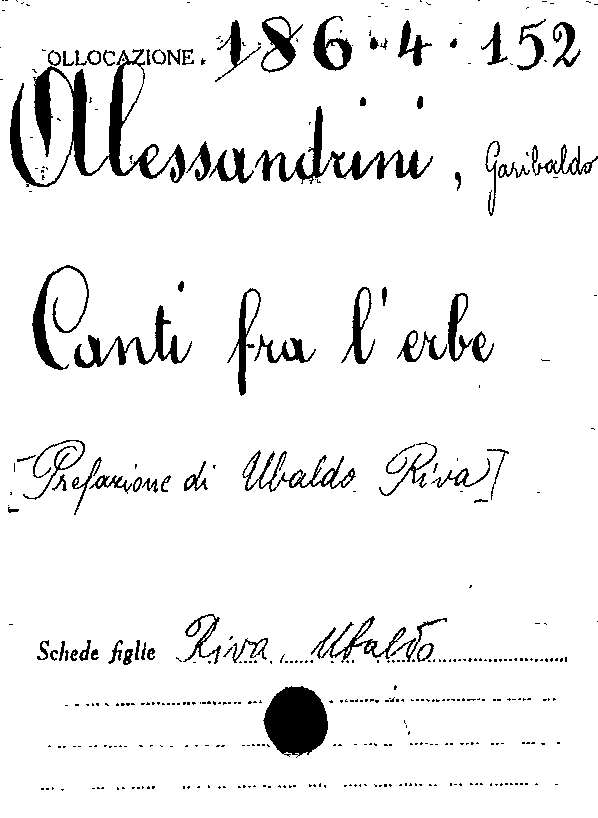 OLLOCAZIONE. 186.4.152
Alessandrini, Garibaldo
Canti fra l'erbe
[Prefazione di Ubaldo Riva]
Schede figlie Riva, Ubaldo